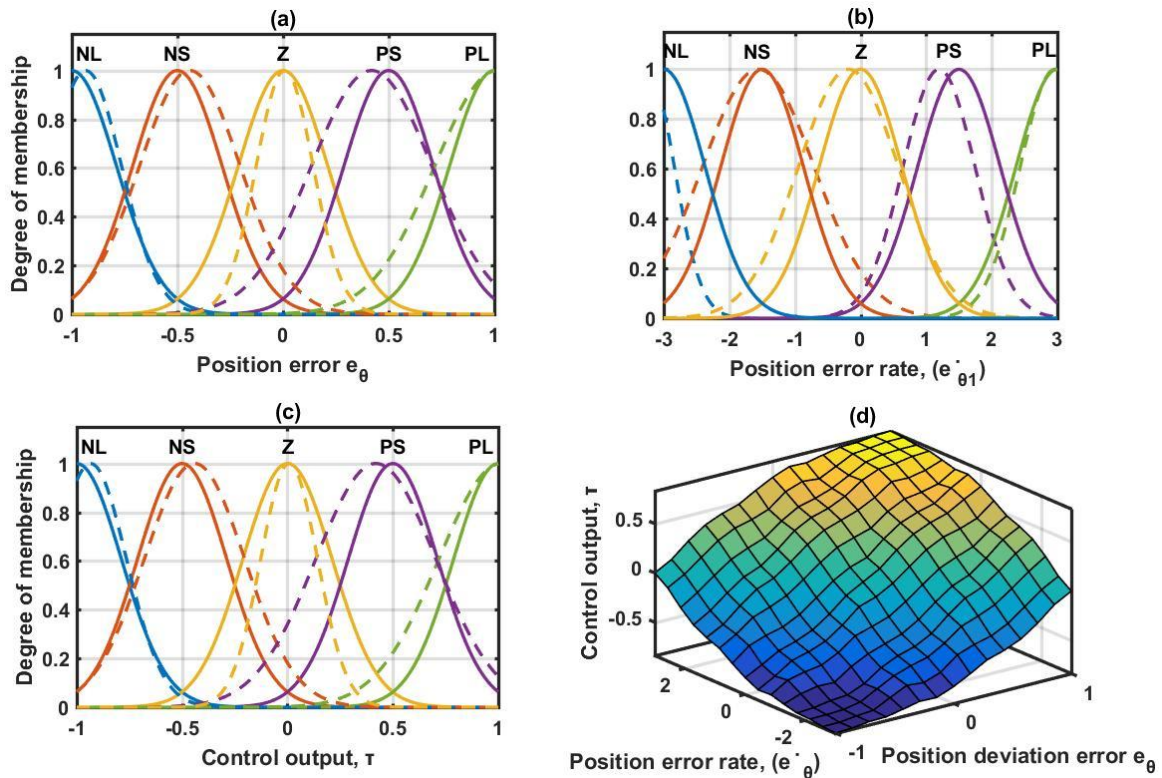 (a)
NL NS Z PS PL
1
0.8
0.6
0.4
0.2
0
Degree of membership
-1 -0.5 0 0.5 1
Position error eθ
(b)
NL NS Z PS PL
1
0.8
0.6
0.4
0.2
0
-3 -2 -1 0 1 2 3
Position error rate, (e˙θ1)
(c)
NL NS Z PS PL
1
0.8
0.6
0.4
0.2
0
Degree of membership
-1 -0.5 0 0.5 1
Control output, τ
(d)
Control output, τ
0.5
0
-0.5
2
0
-2
-1
0
1
Position error rate, (e˙θ)
Position deviation error eθ